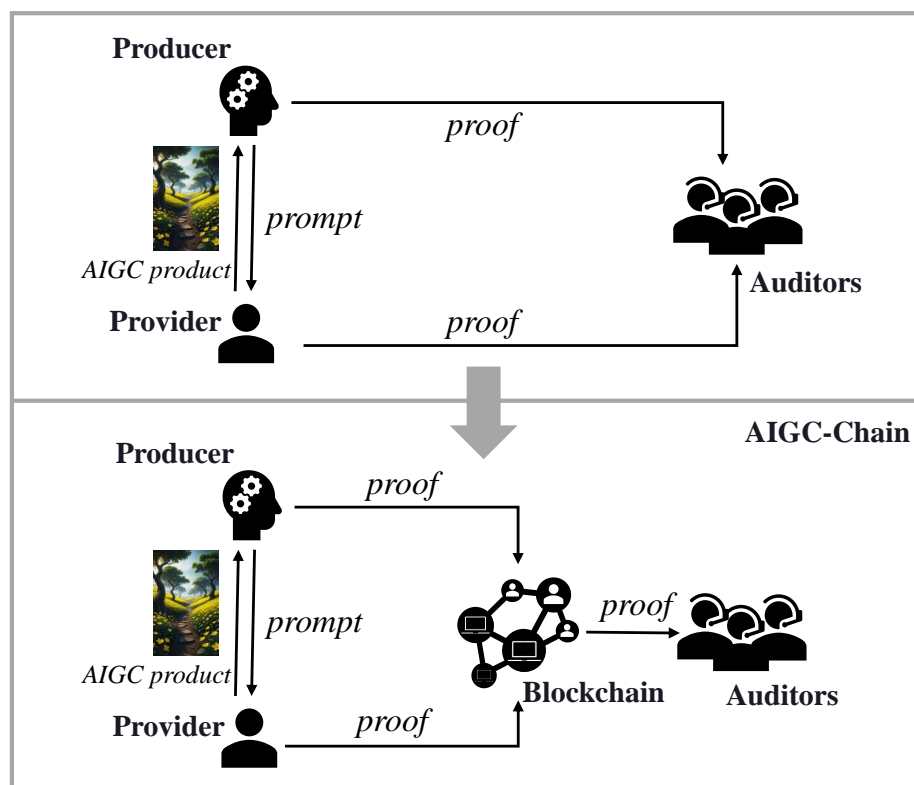 Producer
proof
prompt
AIGC product
Auditors
Provider
proof
AIGC-Chain
Producer
proof
proof
prompt
AIGC product
Blockchain
Auditors
Provider
proof